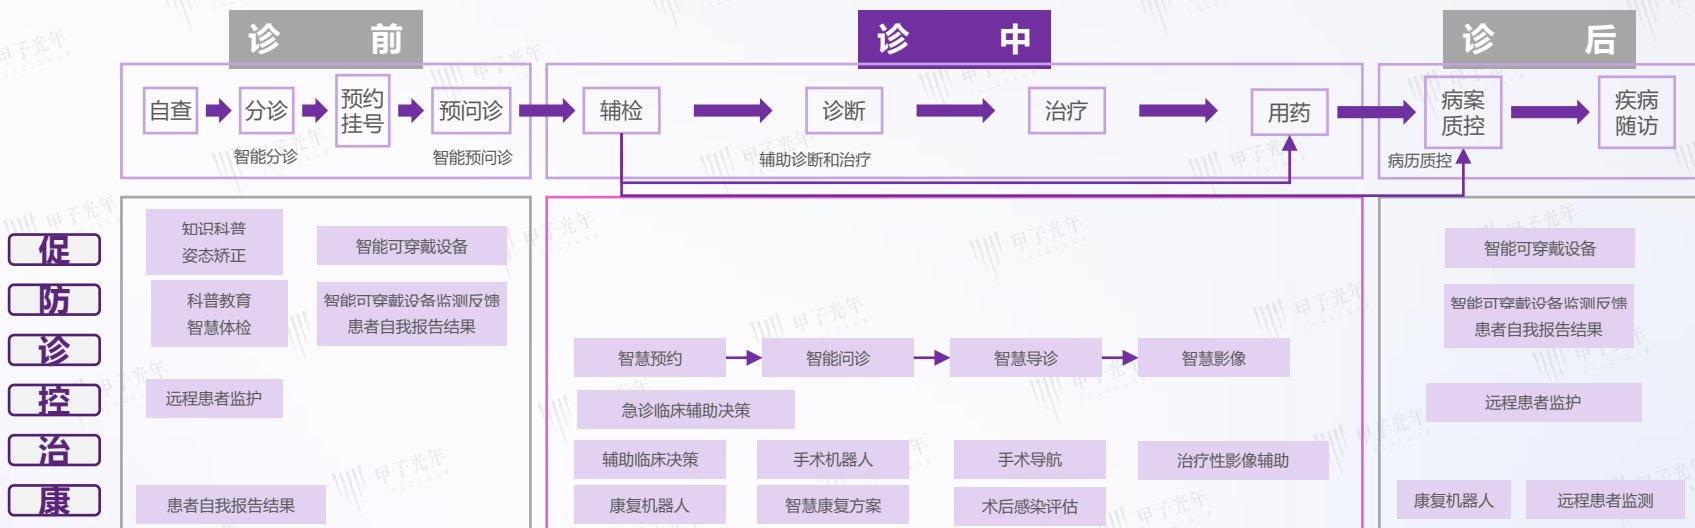 诊 前
诊 中
诊 后
自查
分诊
预约
挂号
预问诊
辅检
诊断
治疗
用药
病案
质控
疾病
随访
智能分诊
智能预问诊
辅助诊断和治疗
病历质控
促
防
诊
控
治
康
知识科普
姿态矫正
智能可穿戴设备
科普教育
智慧体检
智能可穿戴设备监测反馈
患者自我报告结果
远程患者监护
患者自我报告结果
智慧预约
智能问诊
智慧导诊
智慧影像
急诊临床辅助决策
辅助临床决策
手术机器人
手术导航
治疗性影像辅助
康复机器人
智慧康复方案
术后感染评估
智能可穿戴设备
智能可穿戴设备监测反馈
患者自我报告结果
远程患者监护
康复机器人
远程患者监测
甲子光年